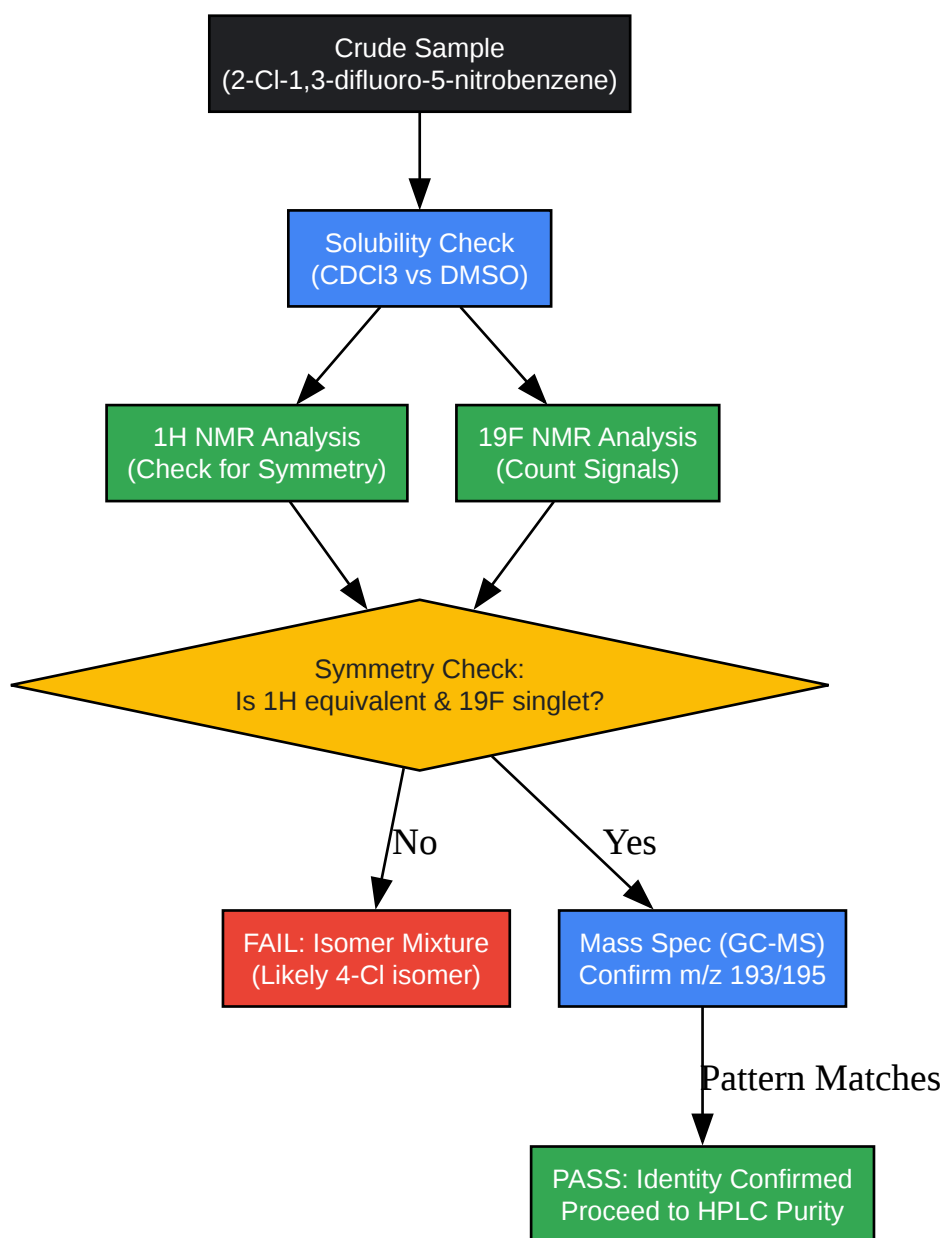 Crude Sample
(2-Cl-1,3-difluoro-5-nitrobenzene)
Solubility Check
(CDCl3 vs DMSO)
1H NMR Analysis
(Check for Symmetry)
19F NMR Analysis
(Count Signals)
Symmetry Check:
Is 1H equivalent & 19F singlet?
No
Yes
FAIL: Isomer Mixture
(Likely 4-Cl isomer)
Mass Spec (GC-MS)
Confirm m/z 193/195
Pattern Matches
PASS: Identity Confirmed
Proceed to HPLC Purity